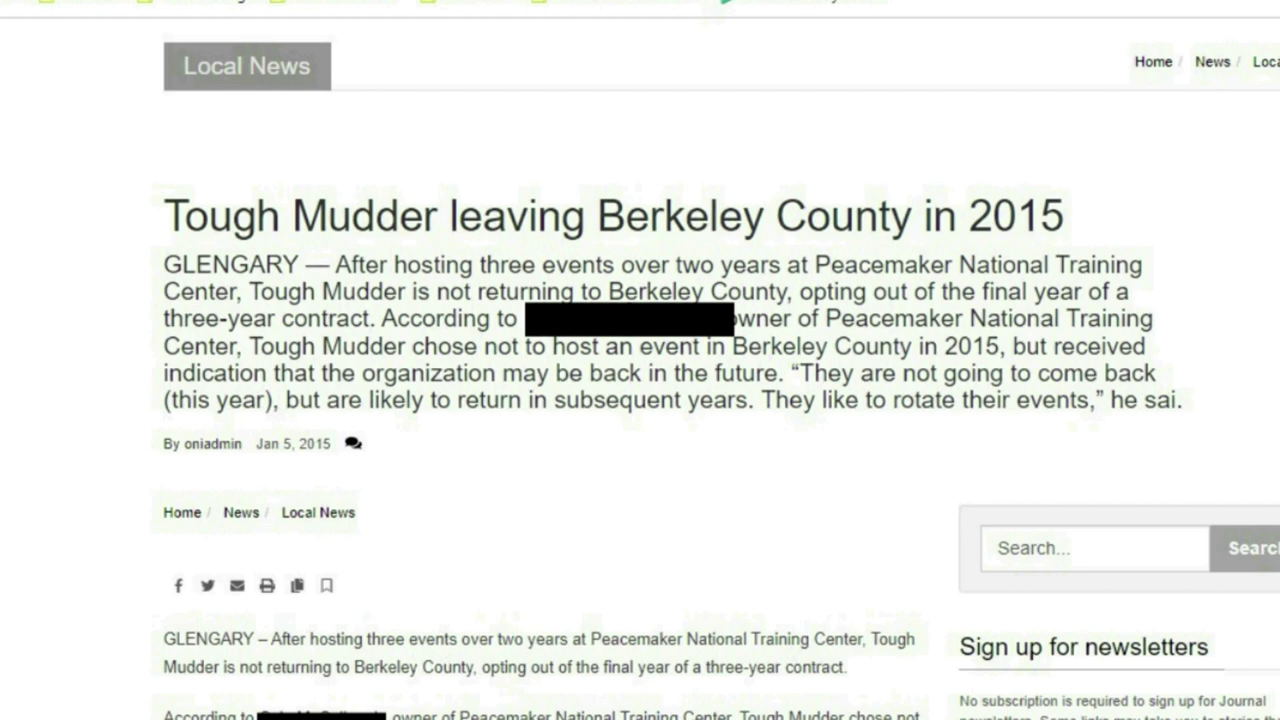 Local News
Home / News / Loca
Tough Mudder leaving Berkeley County in 2015
GLENGARY — After hosting three events over two years at Peacemaker National Training
Center, Tough Mudder is not returning to Berkeley County, opting out of the final year of a
three-year contract. According to owner of Peacemaker National Training
Center, Tough Mudder chose not to host an event in Berkeley County in 2015, but received
indication that the organization may be back in the future. “They are not going to come back
(this year), but are likely to return in subsequent years. They like to rotate their events,” he sai.
By oniadmin Jan 5, 2015
Home / News / Local News
Search... Search
GLENGARY – After hosting three events over two years at Peacemaker National Training Center, Tough
Mudder is not returning to Berkeley County, opting out of the final year of a three-year contract.
Sign up for newsletters
No subscription is required to sign up for Journal
According to owner of Peacemaker National Training Center, Tough Mudder chose not